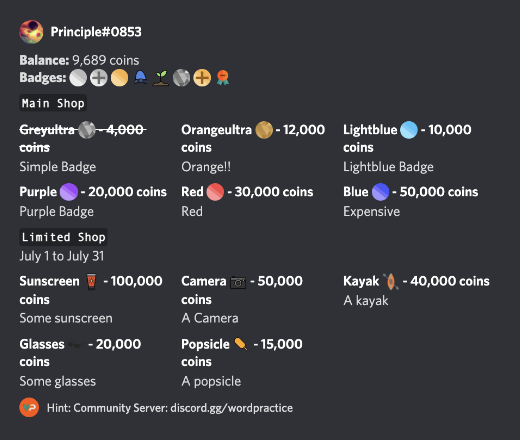 Principle#0853
Balance: 9,689 coins
Badges:
Main Shop
Greyultra - 4,000 Orangeultra - 12,000 Lightblue - 10,000
coins coins coins
Simple Badge Orange!! Lightblue Badge
Purple - 20,000 coins Red - 30,000 coins Blue - 50,000 coins
Purple Badge Red Expensive
Limited Shop
July 1 to July 31
Sunscreen - 100,000 Camera - 50,000 Kayak - 40,000 coins
coins coins A kayak
Some sunscreen A Camera
Glasses - 20,000 Popsicle - 15,000
coins coins
Some glasses A popsicle
Hint: Community Server: discord.gg/wordpractice